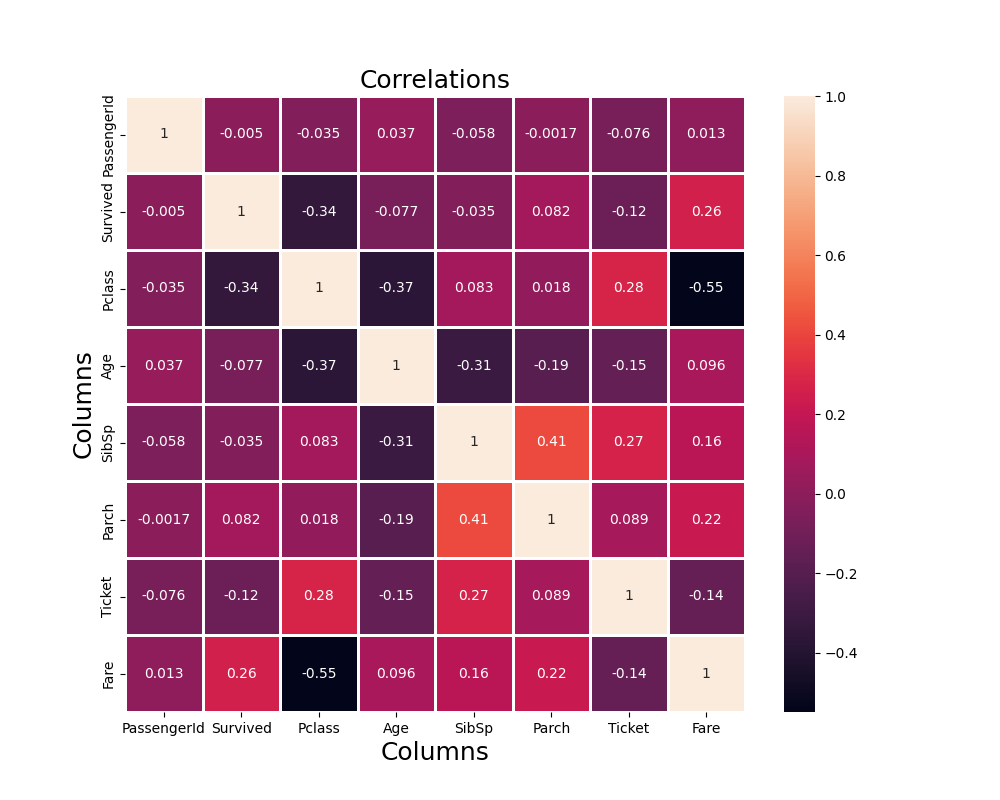 Correlations
Columns
PassengerId 1 -0.005 -0.035 0.037 -0.058 -0.0017 -0.076 0.013
Survived -0.005 1 -0.34 -0.077 -0.035 0.082 -0.12 0.26
Pclass -0.035 -0.34 1 -0.37 0.083 0.018 0.28 -0.55
Age 0.037 -0.077 -0.37 1 -0.31 -0.19 -0.15 0.096
SibSp -0.058 -0.035 0.083 -0.31 1 0.41 0.27 0.16
Parch -0.0017 0.082 0.018 -0.19 0.41 1 0.089 0.22
Ticket -0.076 -0.12 0.28 -0.15 0.27 0.089 1 -0.14
Fare 0.013 0.26 -0.55 0.096 0.16 0.22 -0.14 1
PassengerId Survived Pclass Age SibSp Parch Ticket Fare
Columns
1.0
0.8
0.6
0.4
0.2
0.0
−0.2
−0.4